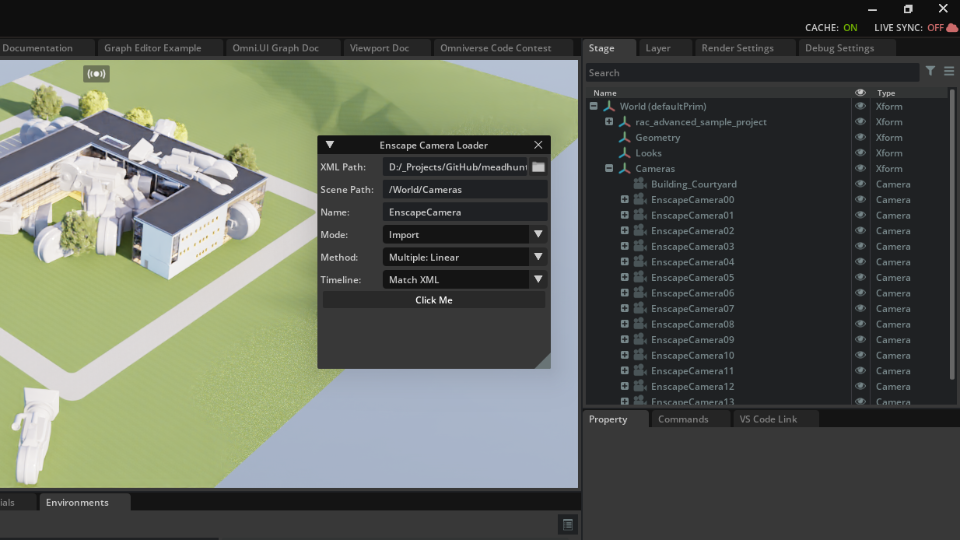 CACHE: ON LIVE SYNC: OFF
Documentation Graph Editor Example Omni.UI Graph Doc Viewport Doc Omniverse Code Contest
Stage Layer Render Settings Debug Settings
Search
Name Type
World (defaultPrim) Xform
rac_advanced_sample_project Xform
Geometry Xform
Looks Xform
Cameras Xform
Building_Courtyard Camera
EnscapeCamera00 Camera
EnscapeCamera01 Camera
EnscapeCamera02 Camera
EnscapeCamera03 Camera
EnscapeCamera04 Camera
EnscapeCamera05 Camera
EnscapeCamera06 Camera
EnscapeCamera07 Camera
EnscapeCamera08 Camera
EnscapeCamera09 Camera
EnscapeCamera10 Camera
EnscapeCamera11 Camera
EnscapeCamera12 Camera
EnscapeCamera13 Camera
Enscape Camera Loader
XML Path: D:/_Projects/GitHub/meadhunt
Scene Path: /World/Cameras
Name: EnscapeCamera
Mode: Import
Method: Multiple: Linear
Timeline: Match XML
Click Me
Property Commands VS Code Link
ials Environments